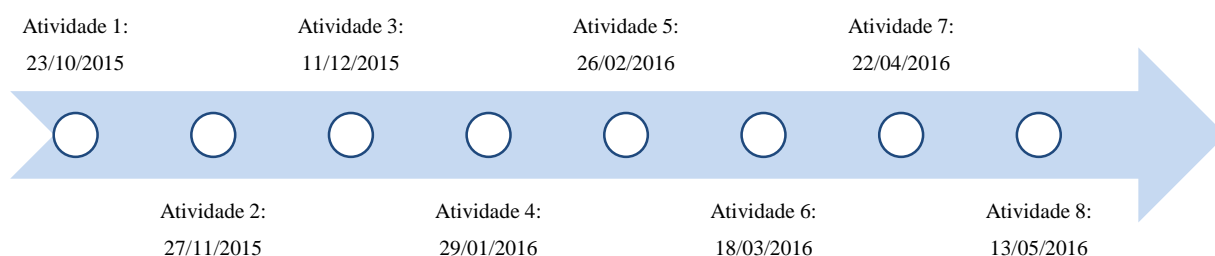 Atividade 1:
23/10/2015
Atividade 3:
11/12/2015
Atividade 5:
26/02/2016
Atividade 7:
22/04/2016
Atividade 2:
27/11/2015
Atividade 4:
29/01/2016
Atividade 6:
18/03/2016
Atividade 8:
13/05/2016